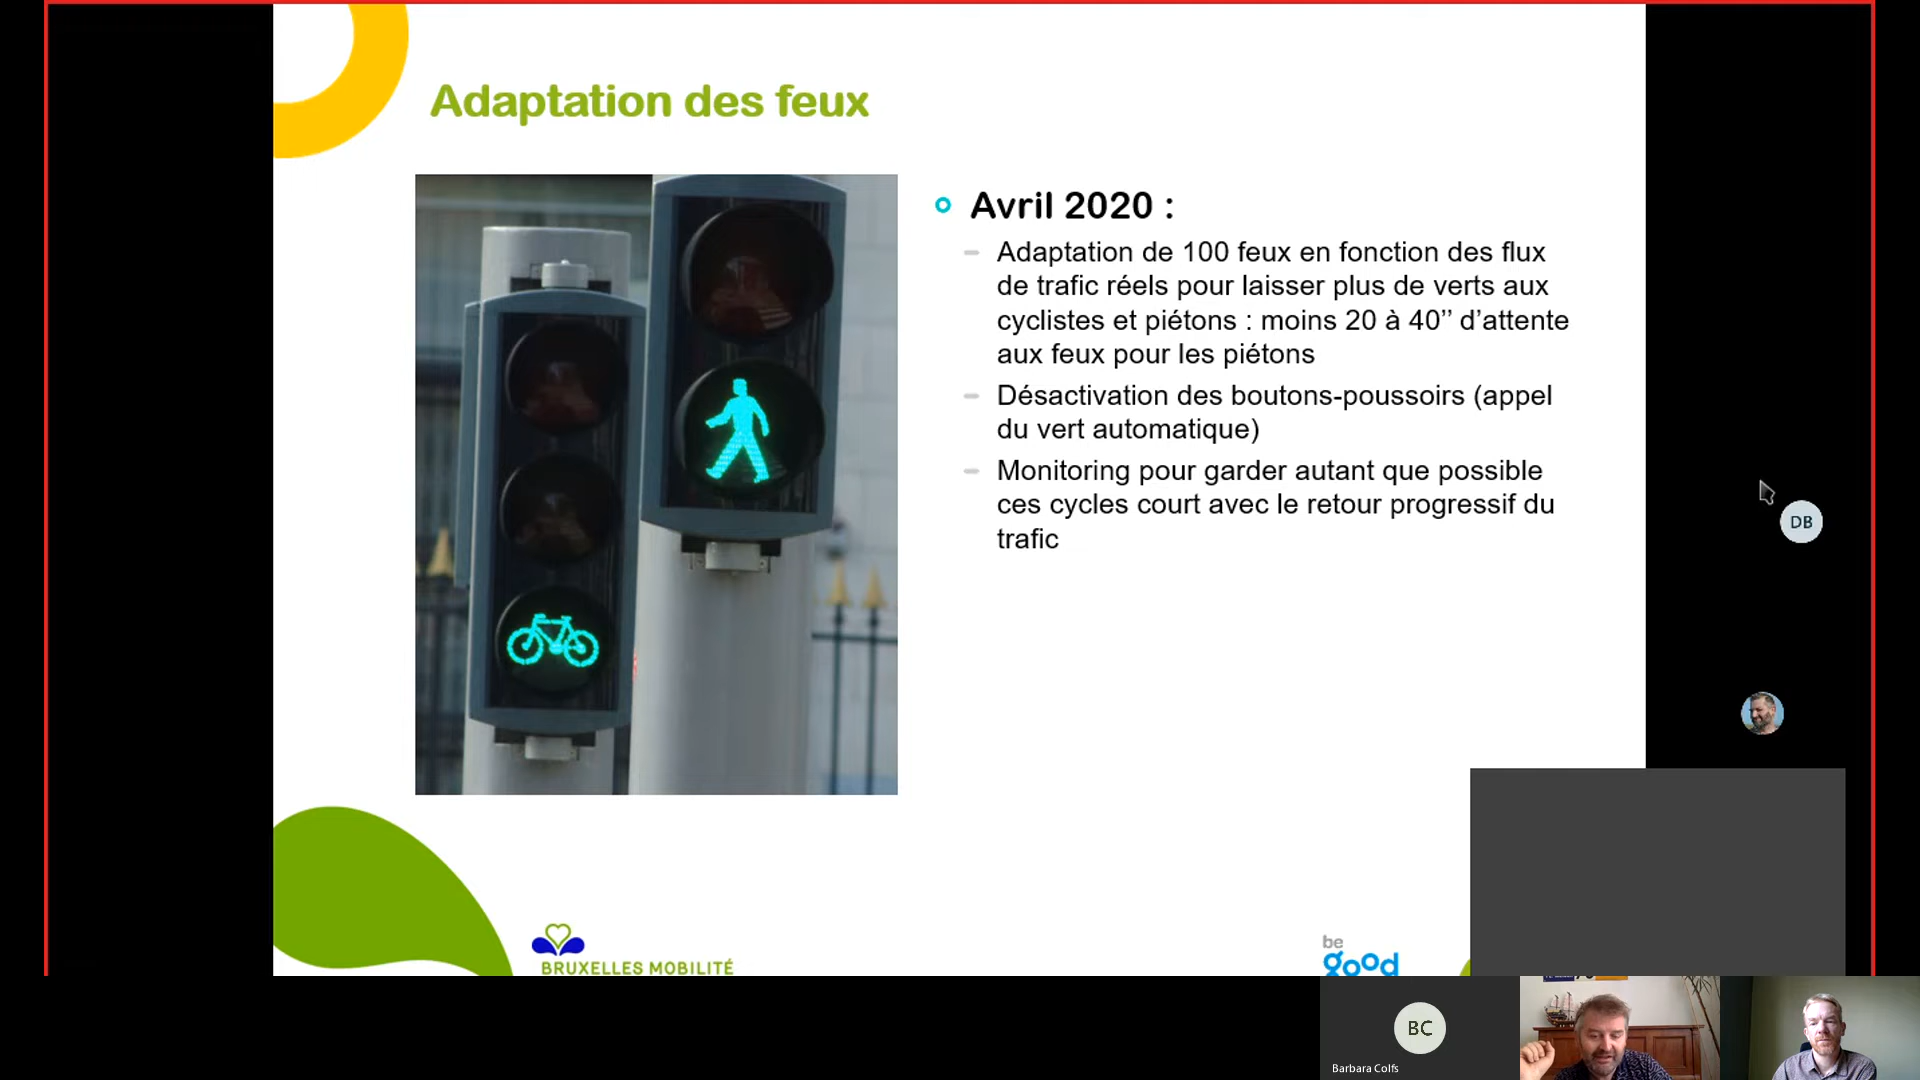 Adaptation des feux
Avril 2020 :
Adaptation de 100 feux en fonction des flux
de trafic réels pour laisser plus de verts aux
cyclistes et piétons : moins 20 à 40’’ d’attente
aux feux pour les piétons
Désactivation des boutons-poussoirs (appel
du vert automatique)
Monitoring pour garder autant que possible
ces cycles court avec le retour progressif du
trafic
DB
BRUXELLES MOBILITÉ
be
good
BC
Barbara Colfs